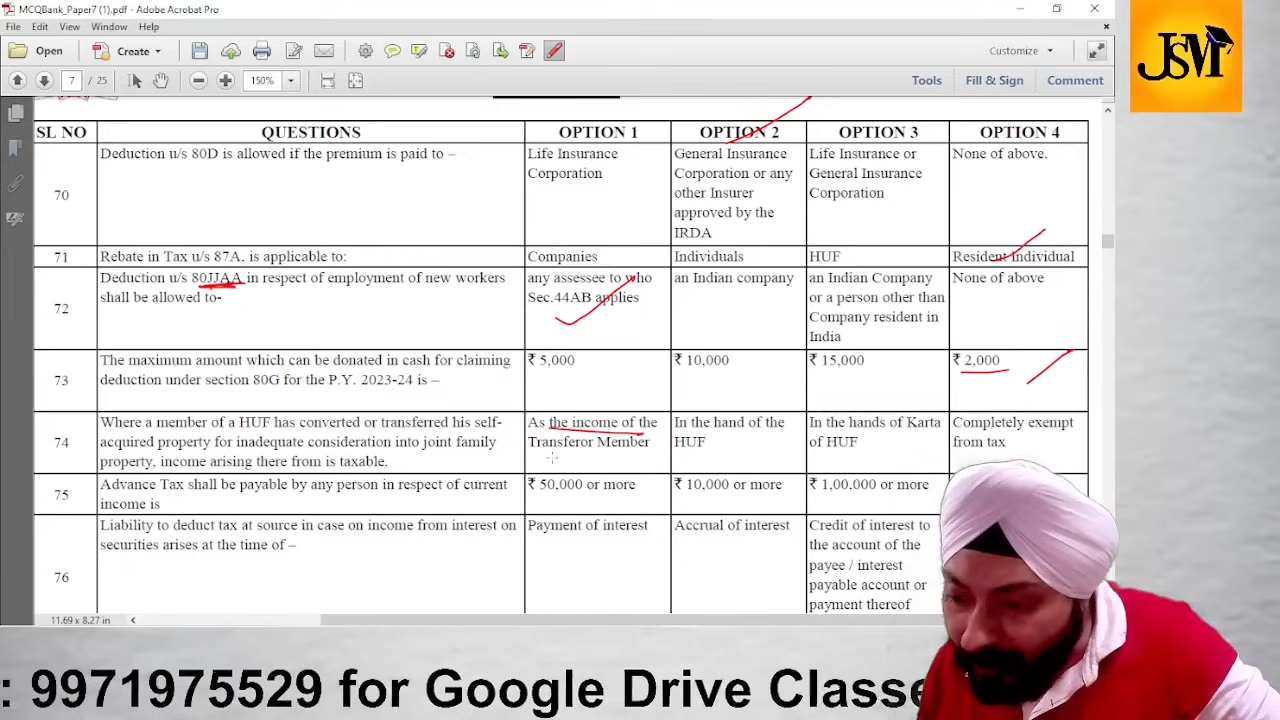 MCQBank_Paper7 (1).pdf - Adobe Acrobat Pro
File Edit View Window Help
Open
Create
Customize
7 / 25
150%
Tools
Fill & Sign
Comment
JSM
SL NO QUESTIONS OPTION 1 OPTION 2 OPTION 3 OPTION 4
70
Deduction u/s 80D is allowed if the premium is paid to –
Life Insurance
Corporation
General Insurance
Corporation or any
other Insurer
approved by the
IRDA
Life Insurance or
General Insurance
Corporation
None of above.
71
Rebate in Tax u/s 87A, is applicable to:
Companies
Individuals
HUF
Resident Individual
72
Deduction u/s 80JJAA in respect of employment of new workers
shall be allowed to-
any assessee to who
Sec.44AB applies
an Indian company
an Indian Company
or a person other than
Company resident in
India
None of above
73
The maximum amount which can be donated in cash for claiming
deduction under section 80G for the P.Y. 2023-24 is –
₹ 5,000
₹ 10,000
₹ 15,000
₹ 2,000
74
Where a member of a HUF has converted or transferred his self-
acquired property for inadequate consideration into joint family
property, income arising there from is taxable.
As the income of the
Transferor Member
In the hand of the
HUF
In the hands of Karta
of HUF
Completely exempt
from tax
75
Advance Tax shall be payable by any person in respect of current
income is
₹ 50,000 or more
₹ 10,000 or more
₹ 1,00,000 or more
76
Liability to deduct tax at source in case on income from interest on
securities arises at the time of –
Payment of interest
Accrual of interest
Credit of interest to
the account of the
payee / interest
payable account or
payment thereof
11.69 x 8.27 in
: 9971975529 for Google Drive Classe